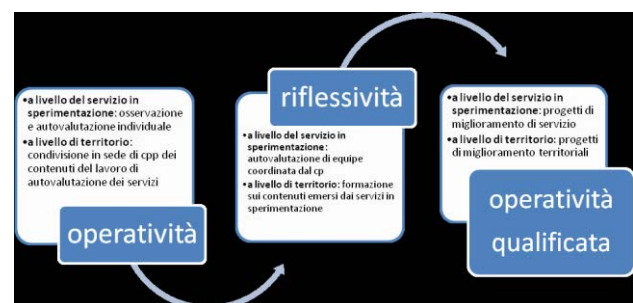 •a livello del servizio in
sperimentazione: osservazione
e autovalutazione individuale
•a livello di territorio:
condivisione in sede di cpp dei
contenuti del lavoro di
autovalutazione dei servizi
operatività
riflessività
•a livello del servizio in
sperimentazione:
autovalutazione di equipe
coordinata dal cp
•a livello di territorio: formazione
sui contenuti emersi dai servizi in
sperimentazione
•a livello del servizio in
sperimentazione: progetti di
miglioramento di servizio
•a livello di territorio: progetti
di miglioramento territoriali
operatività
qualificata